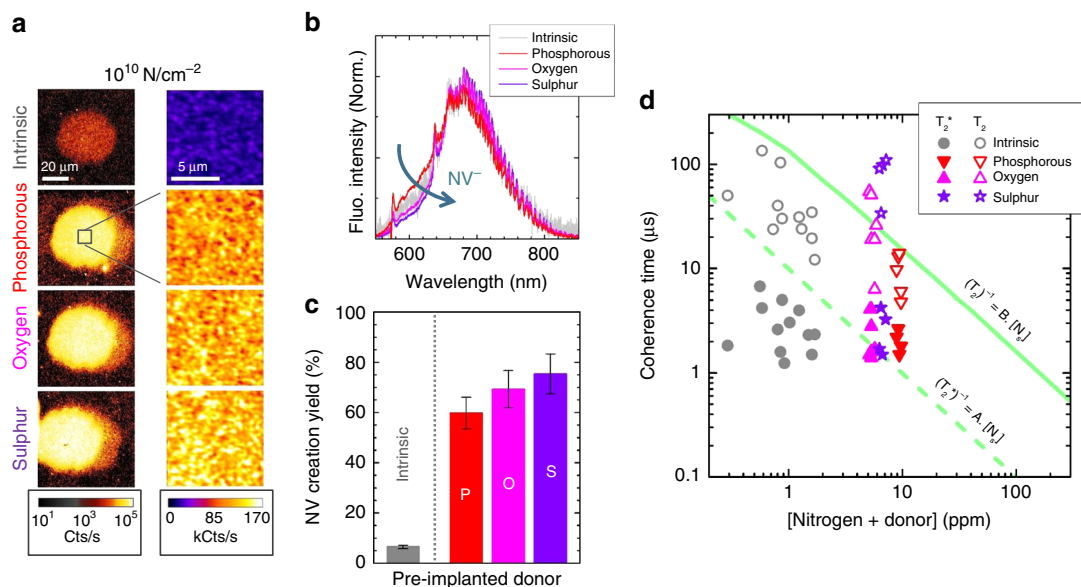 a
10¹⁰ N/cm⁻²
Intrinsic
20 µm
5 µm
Phosphorous
Oxygen
Sulphur
10¹ 10³ 10⁵
Cts/s
0 85 170
kCts/s
b
Fluo. intensity (Norm.)
Intrinsic
Phosphorous
Oxygen
Sulphur
NV⁻
600 700 800
Wavelength (nm)
c
NV creation yield (%)
100
80
60
40
20
0
Intrinsic
P
O
S
Pre-implanted donor
d
T₂* T₂
Intrinsic
Phosphorous
Oxygen
Sulphur
Coherence time (µs)
100
10
1
0.1
(T₂)⁻¹ = B. [Nₛ]
(T₂*)⁻¹ = A. [Nₛ]
1 10 100
[Nitrogen + donor] (ppm)